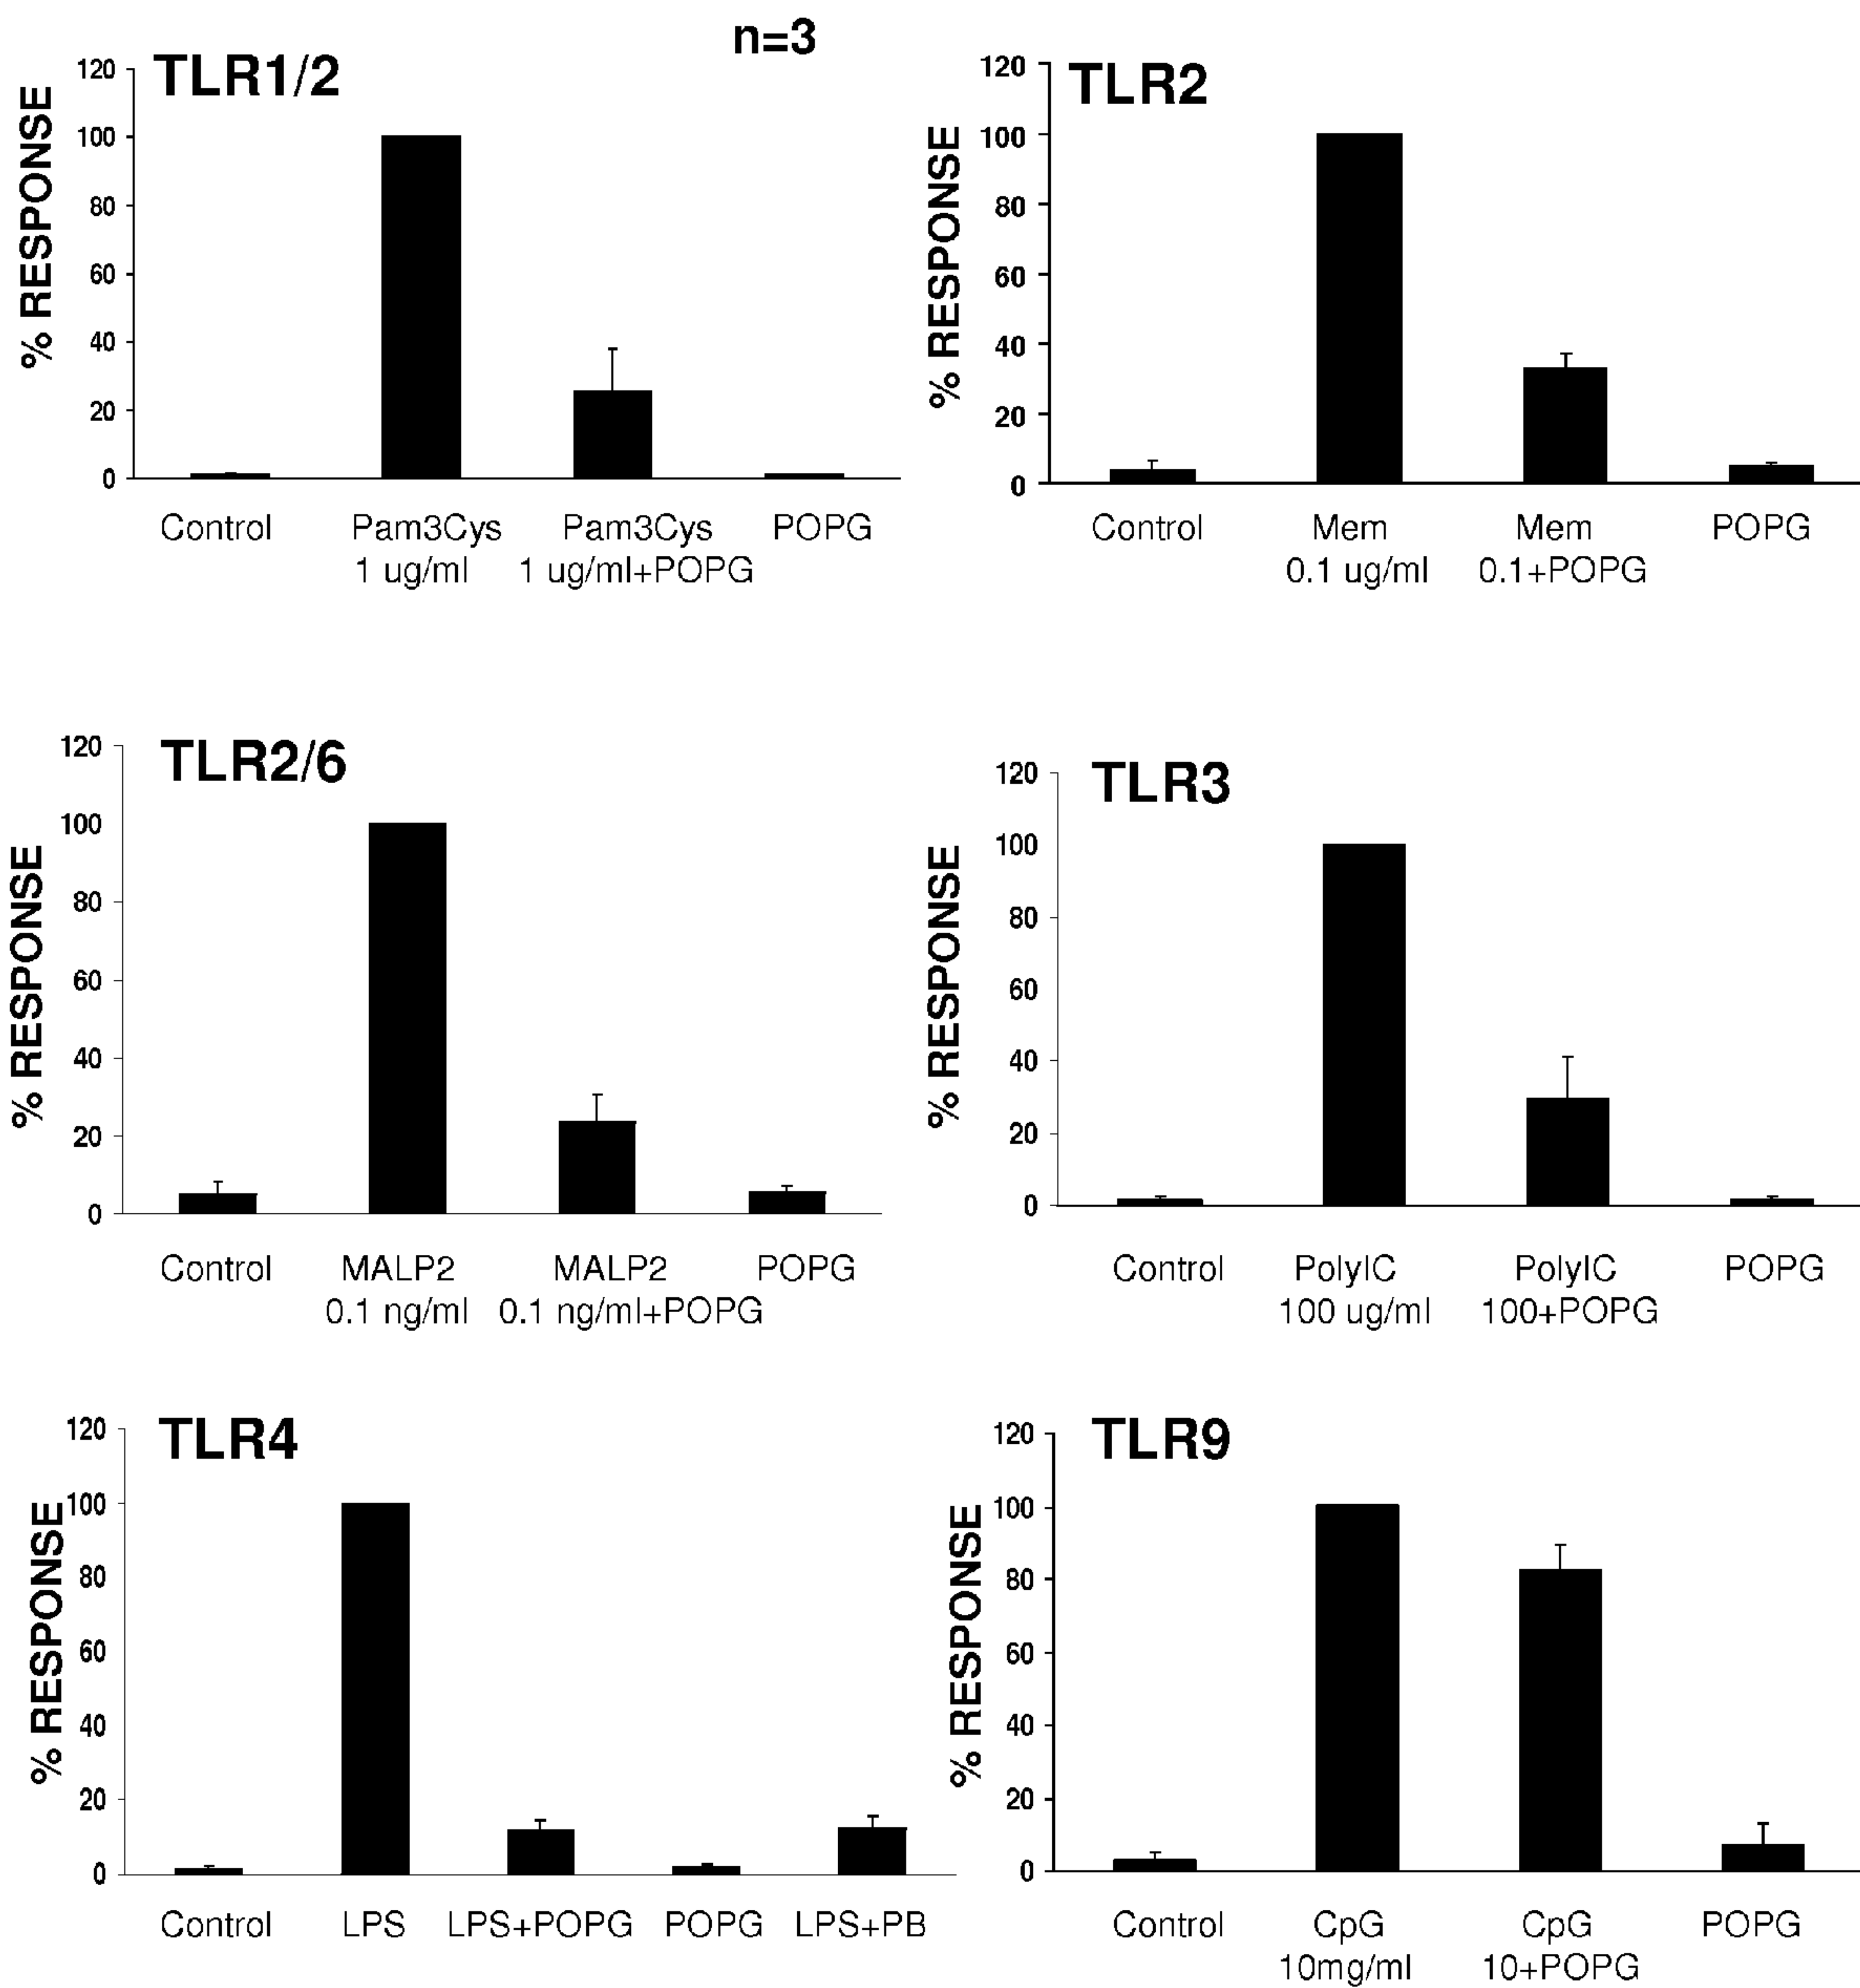 n=3
TLR1/2
% RESPONSE
120
100
80
60
40
20
0
Control
Pam3Cys
1 ug/ml
Pam3Cys
1 ug/ml+POPG
POPG
TLR2
% RESPONSE
120
100
80
60
40
20
0
Control
Mem
0.1 ug/ml
Mem
0.1+POPG
POPG
TLR2/6
% RESPONSE
120
100
80
60
40
20
0
Control
MALP2
0.1 ng/ml
MALP2
0.1 ng/ml+POPG
POPG
TLR3
% RESPONSE
120
100
80
60
40
20
0
Control
PolyIC
100 ug/ml
PolyIC
100+POPG
POPG
TLR4
% RESPONSE
120
100
80
60
40
20
0
Control
LPS
LPS+POPG
POPG
LPS+PB
TLR9
% RESPONSE
120
100
80
60
40
20
0
Control
CpG
10mg/ml
CpG
10+POPG
POPG